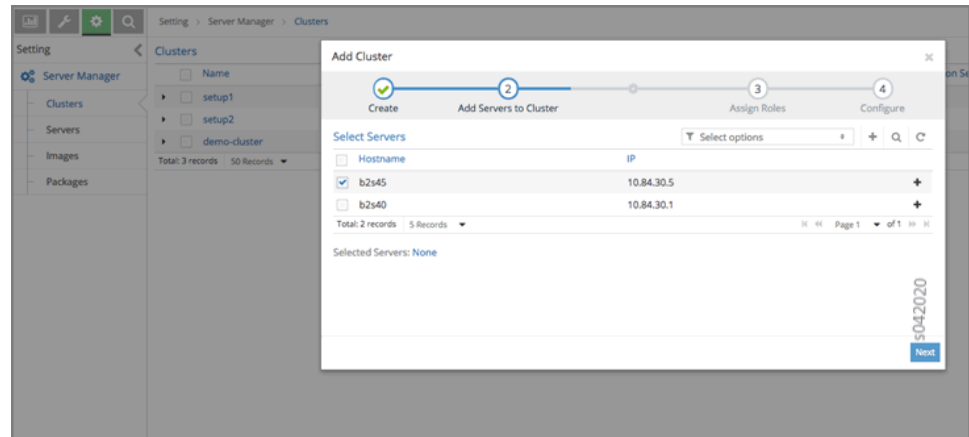 Setting > Server Manager > Clusters
Setting
Server Manager
Clusters
Servers
Images
Packages
Clusters
Name
on Se
setup1
setup2
demo-cluster
Total: 3 records 50 Records
Add Cluster
2 3 4
Create Add Servers to Cluster Assign Roles Configure
Select Servers Select options
Hostname IP
b2s45 10.84.30.5
b2s40 10.84.30.1
Total: 2 records 5 Records Page 1 of 1
Selected Servers: None
s042020
Next